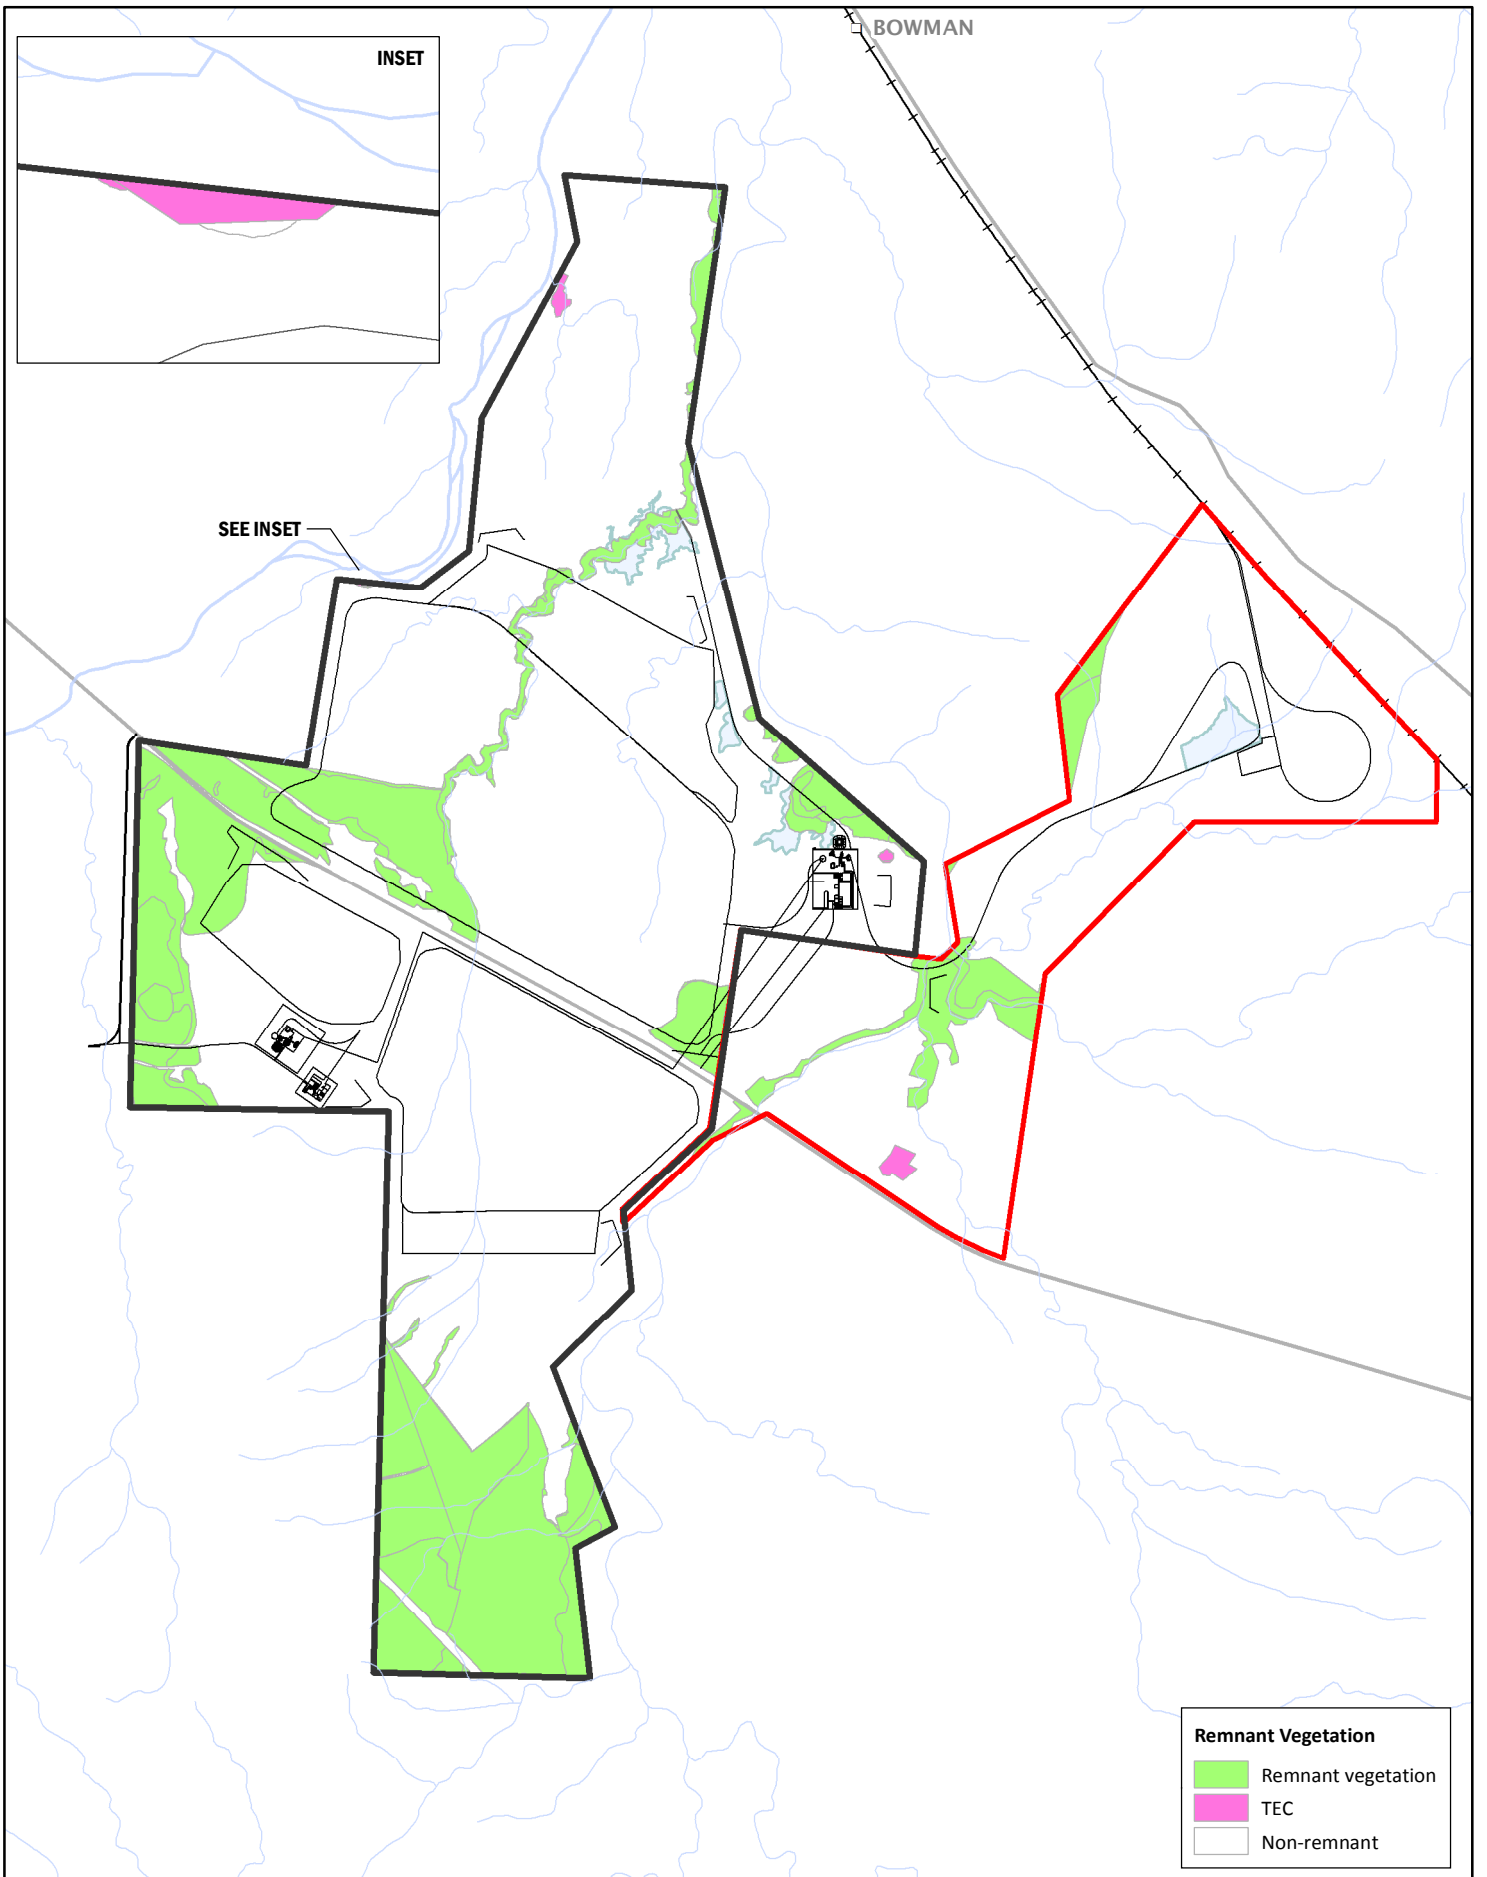 BOWMAN
INSET
SEE INSET
Remnant Vegetation
Remnant vegetation
TEC
Non-remnant